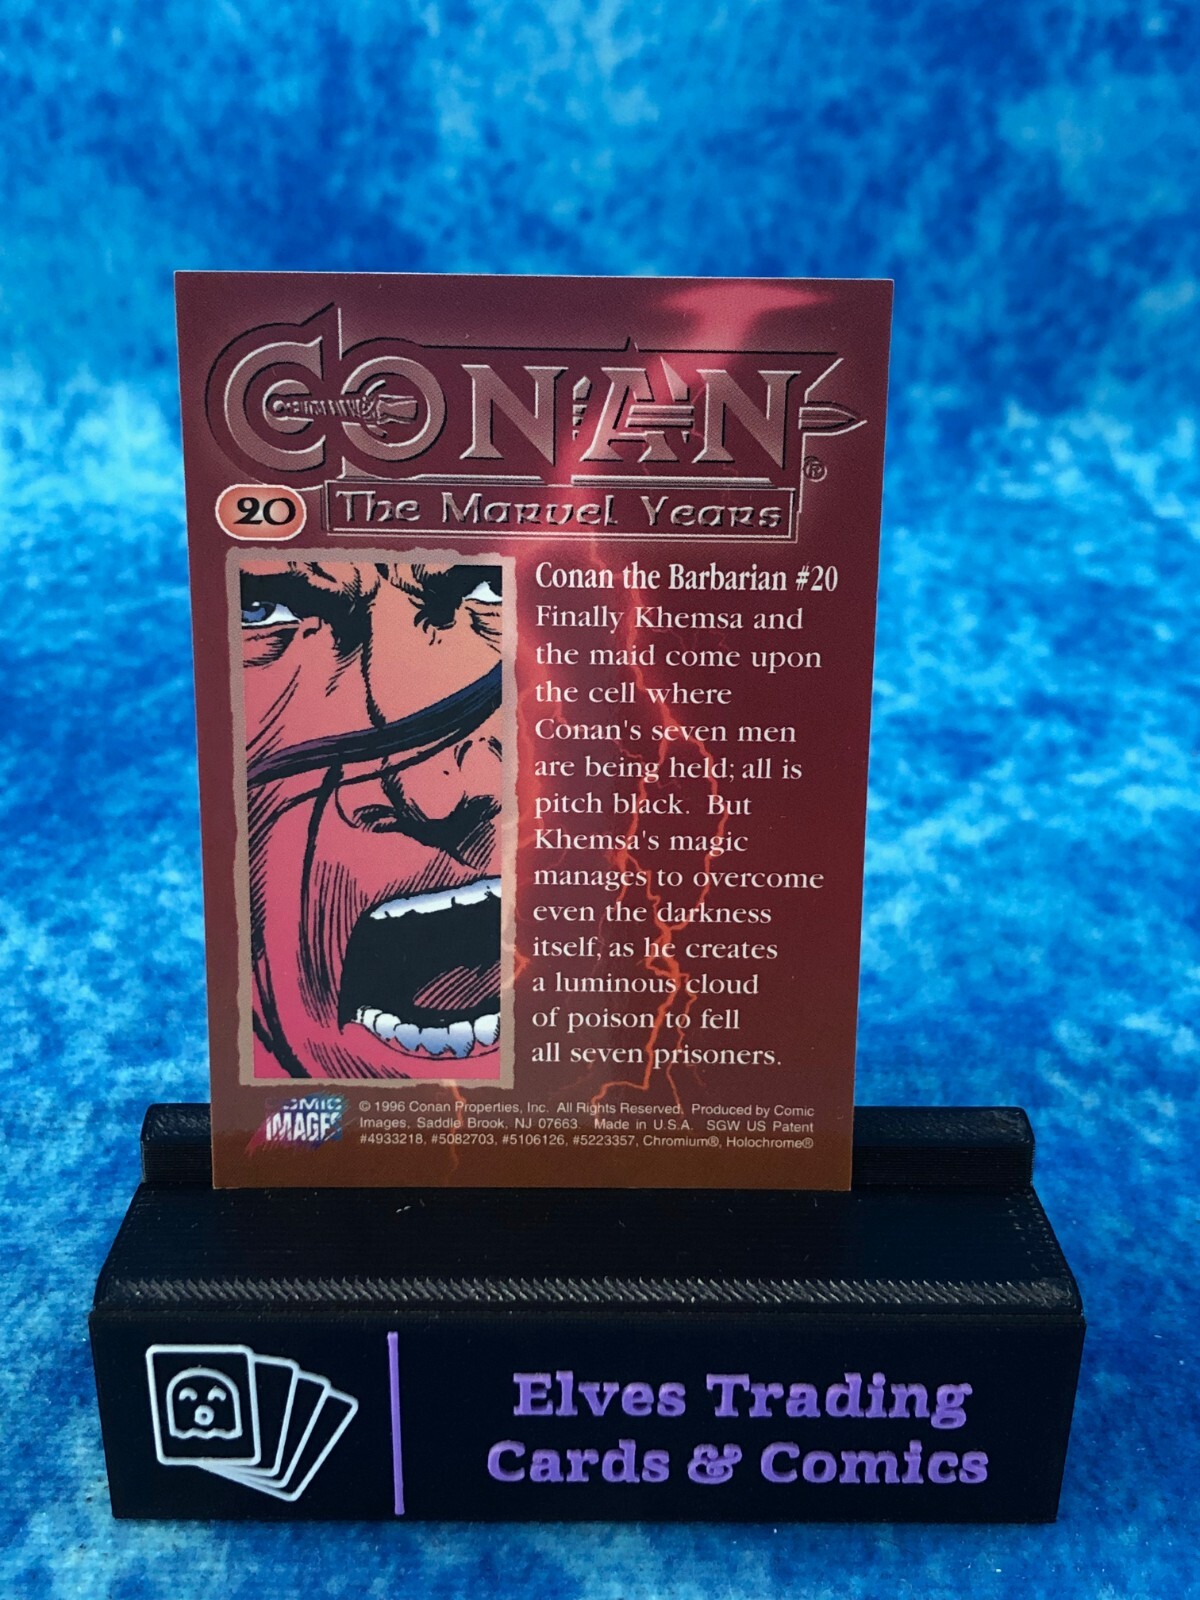 CONAN®
The Marvel Years
20
Conan the Barbarian #20
Finally Khemsa and
the maid come upon
the cell where
Conan's seven men
are being held; all is
pitch black. But
Khemsa's magic
manages to overcome
even the darkness
itself, as he creates
a luminous cloud
of poison to fell
all seven prisoners.
COMIC
IMAGES
© 1996 Conan Properties, Inc. All Rights Reserved. Produced by Comic
Images, Saddle Brook, NJ 07663 Made in U.S.A. SGW US Patent
#4933218, #5082703, #5106126, #5223357, Chromium®, Holochrome®
Elves Trading
Cards & Comics